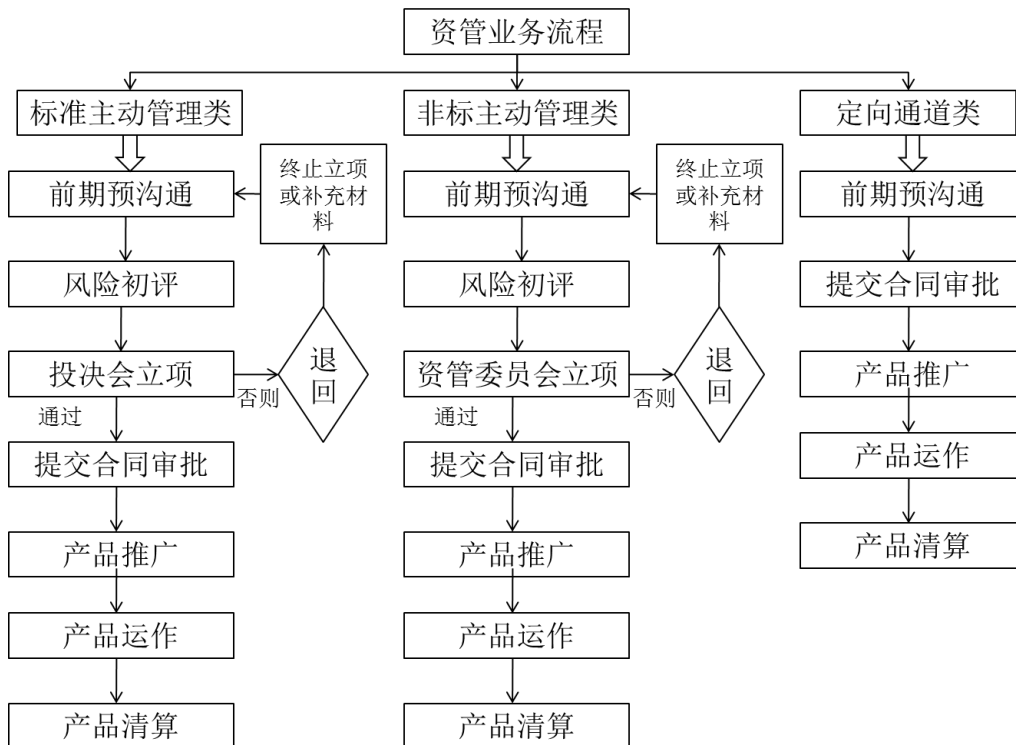 资管业务流程
标准主动管理类
非标主动管理类
定向通道类
前期预沟通
终止立项
或补充材
料
前期预沟通
终止立项
或补充材
料
前期预沟通
风险初评
风险初评
提交合同审批
投决会立项
否则
退
回
资管委员会立项
否则
退
回
产品推广
通过
通过
提交合同审批
提交合同审批
产品运作
产品推广
产品推广
产品清算
产品运作
产品运作
产品清算
产品清算